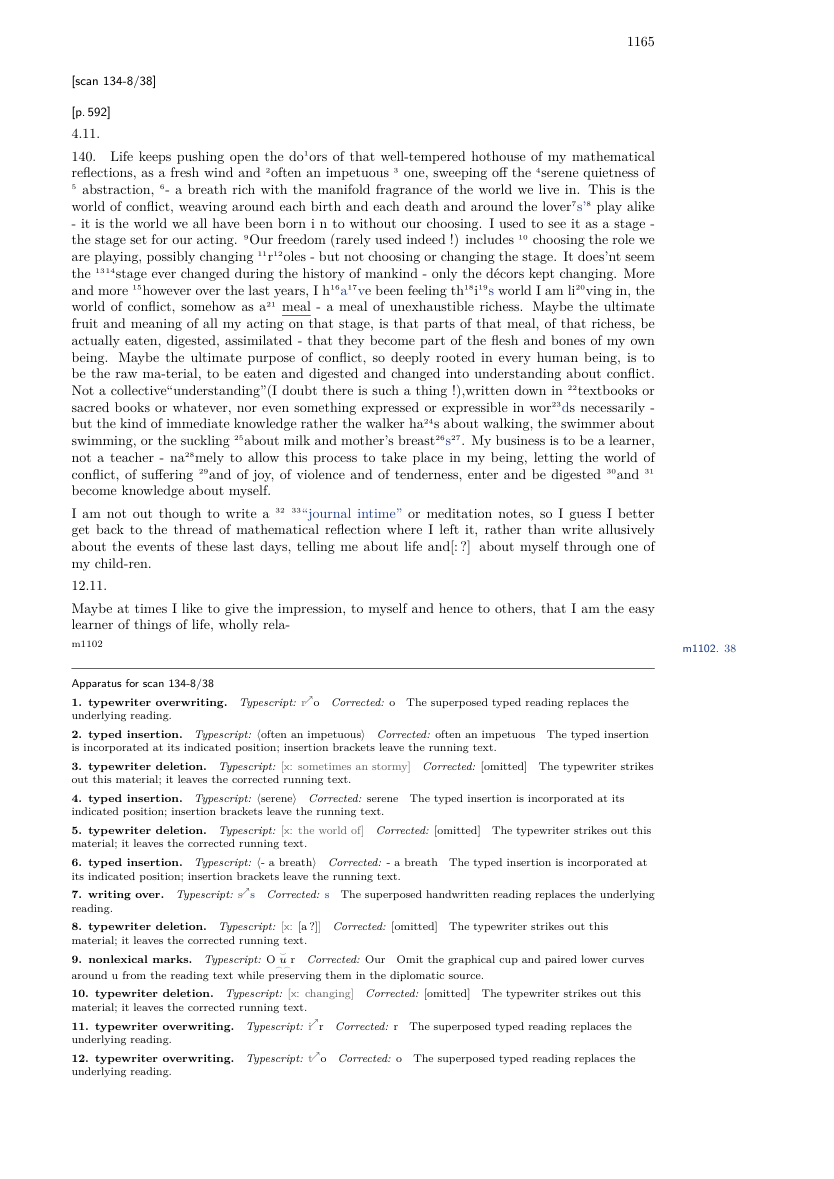 1165
[scan 134-8/38]
[p. 592]
4.11.
140. Life keeps pushing open the do¹ors of that well-tempered hothouse of my mathematical
reflections, as a fresh wind and ²often an impetuous ³ one, sweeping off the ⁴serene quietness of
⁵ abstraction, ⁶- a breath rich with the manifold fragrance of the world we live in. This is the
world of conflict, weaving around each birth and each death and around the lover⁷s'⁸ play alike
- it is the world we all have been born i n to without our choosing. I used to see it as a stage -
the stage set for our acting. ⁹Our freedom (rarely used indeed !) includes ¹⁰ choosing the role we
are playing, possibly changing ¹¹r¹²oles - but not choosing or changing the stage. It does'nt seem
the ¹³¹⁴stage ever changed during the history of mankind - only the décors kept changing. More
and more ¹⁵however over the last years, I h¹⁶a¹⁷ve been feeling th¹⁸i¹⁹s world I am li²⁰ving in, the
world of conflict, somehow as a²¹ meal - a meal of unexhaustible richess. Maybe the ultimate
fruit and meaning of all my acting on that stage, is that parts of that meal, of that richess, be
actually eaten, digested, assimilated - that they become part of the flesh and bones of my own
being. Maybe the ultimate purpose of conflict, so deeply rooted in every human being, is to
be the raw ma-terial, to be eaten and digested and changed into understanding about conflict.
Not a collective“understanding”(I doubt there is such a thing !),written down in ²²textbooks or
sacred books or whatever, nor even something expressed or expressible in wor²³ds necessarily -
but the kind of immediate knowledge rather the walker ha²⁴s about walking, the swimmer about
swimming, or the suckling ²⁵about milk and mother's breast²⁶s²⁷. My business is to be a learner,
not a teacher - na²⁸mely to allow this process to take place in my being, letting the world of
conflict, of suffering ²⁹and of joy, of violence and of tenderness, enter and be digested ³⁰and ³¹
become knowledge about myself.
I am not out though to write a ³² ³³“journal intime” or meditation notes, so I guess I better
get back to the thread of mathematical reflection where I left it, rather than write allusively
about the events of these last days, telling me about life and[: ?] about myself through one of
my child-ren.
12.11.
Maybe at times I like to give the impression, to myself and hence to others, that I am the easy
learner of things of life, wholly rela-
m1102
m1102. 38
Apparatus for scan 134-8/38
1. typewriter overwriting. Typescript: r↗o Corrected: o The superposed typed reading replaces the
underlying reading.
2. typed insertion. Typescript: ⟨often an impetuous⟩ Corrected: often an impetuous The typed insertion
is incorporated at its indicated position; insertion brackets leave the running text.
3. typewriter deletion. Typescript: [x: sometimes an stormy] Corrected: [omitted] The typewriter strikes
out this material; it leaves the corrected running text.
4. typed insertion. Typescript: ⟨serene⟩ Corrected: serene The typed insertion is incorporated at its
indicated position; insertion brackets leave the running text.
5. typewriter deletion. Typescript: [x: the world of] Corrected: [omitted] The typewriter strikes out this
material; it leaves the corrected running text.
6. typed insertion. Typescript: ⟨- a breath⟩ Corrected: - a breath The typed insertion is incorporated at
its indicated position; insertion brackets leave the running text.
7. writing over. Typescript: s↗s Corrected: s The superposed handwritten reading replaces the underlying
reading.
8. typewriter deletion. Typescript: [x: [a ?]] Corrected: [omitted] The typewriter strikes out this
material; it leaves the corrected running text.
9. nonlexical marks. Typescript: O u r Corrected: Our Omit the graphical cup and paired lower curves
around u from the reading text while preserving them in the diplomatic source.
10. typewriter deletion. Typescript: [x: changing] Corrected: [omitted] The typewriter strikes out this
material; it leaves the corrected running text.
11. typewriter overwriting. Typescript: i↗r Corrected: r The superposed typed reading replaces the
underlying reading.
12. typewriter overwriting. Typescript: t↗o Corrected: o The superposed typed reading replaces the
underlying reading.